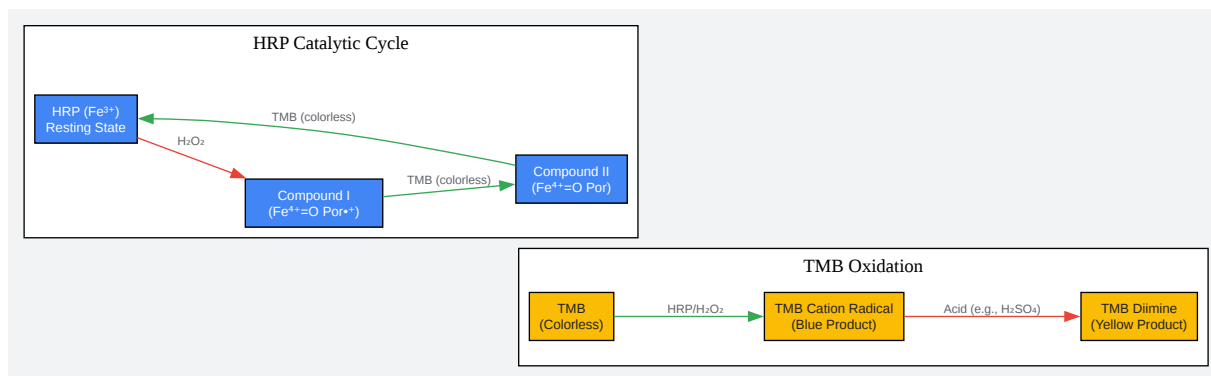 HRP Catalytic Cycle
HRP (Fe³⁺)
Resting State
H₂O₂
TMB (colorless)
Compound I
(Fe⁴⁺=O Por•⁺)
TMB (colorless)
Compound II
(Fe⁴⁺=O Por)
TMB Oxidation
TMB
(Colorless)
HRP/H₂O₂
TMB Cation Radical
(Blue Product)
Acid (e.g., H₂SO₄)
TMB Diimine
(Yellow Product)